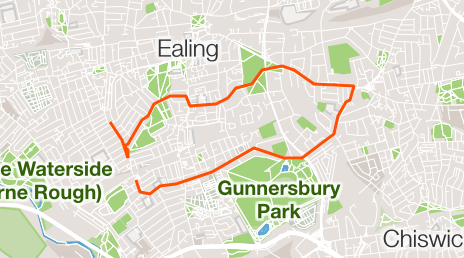 Ealing
e Waterside
rne Rough)
Gunnersbury
Park
Chiswic